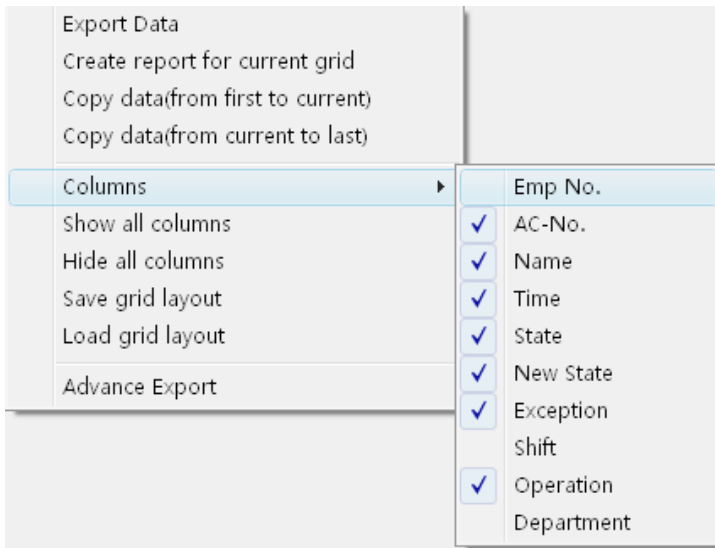 Export Data
Create report for current grid
Copy data(from first to current)
Copy data(from current to last)
Columns
Show all columns
Hide all columns
Save grid layout
Load grid layout
Advance Export
Emp No.
AC-No.
Name
Time
State
New State
Exception
Shift
Operation
Department